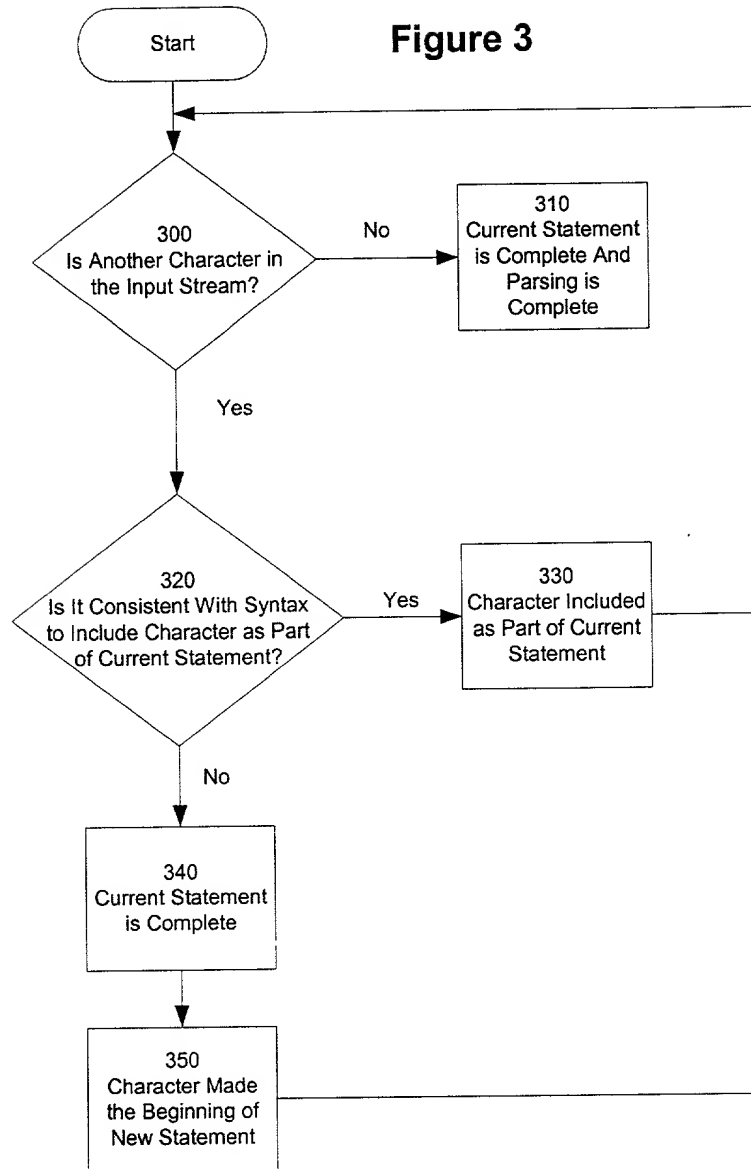 Figure 3
Start
300
Is Another Character in
the Input Stream?
No
310
Current Statement
is Complete And
Parsing is
Complete
Yes
320
Is It Consistent With Syntax
to Include Character as Part
of Current Statement?
Yes
330
Character Included
as Part of Current
Statement
No
340
Current Statement
is Complete
350
Character Made
the Beginning of
New Statement